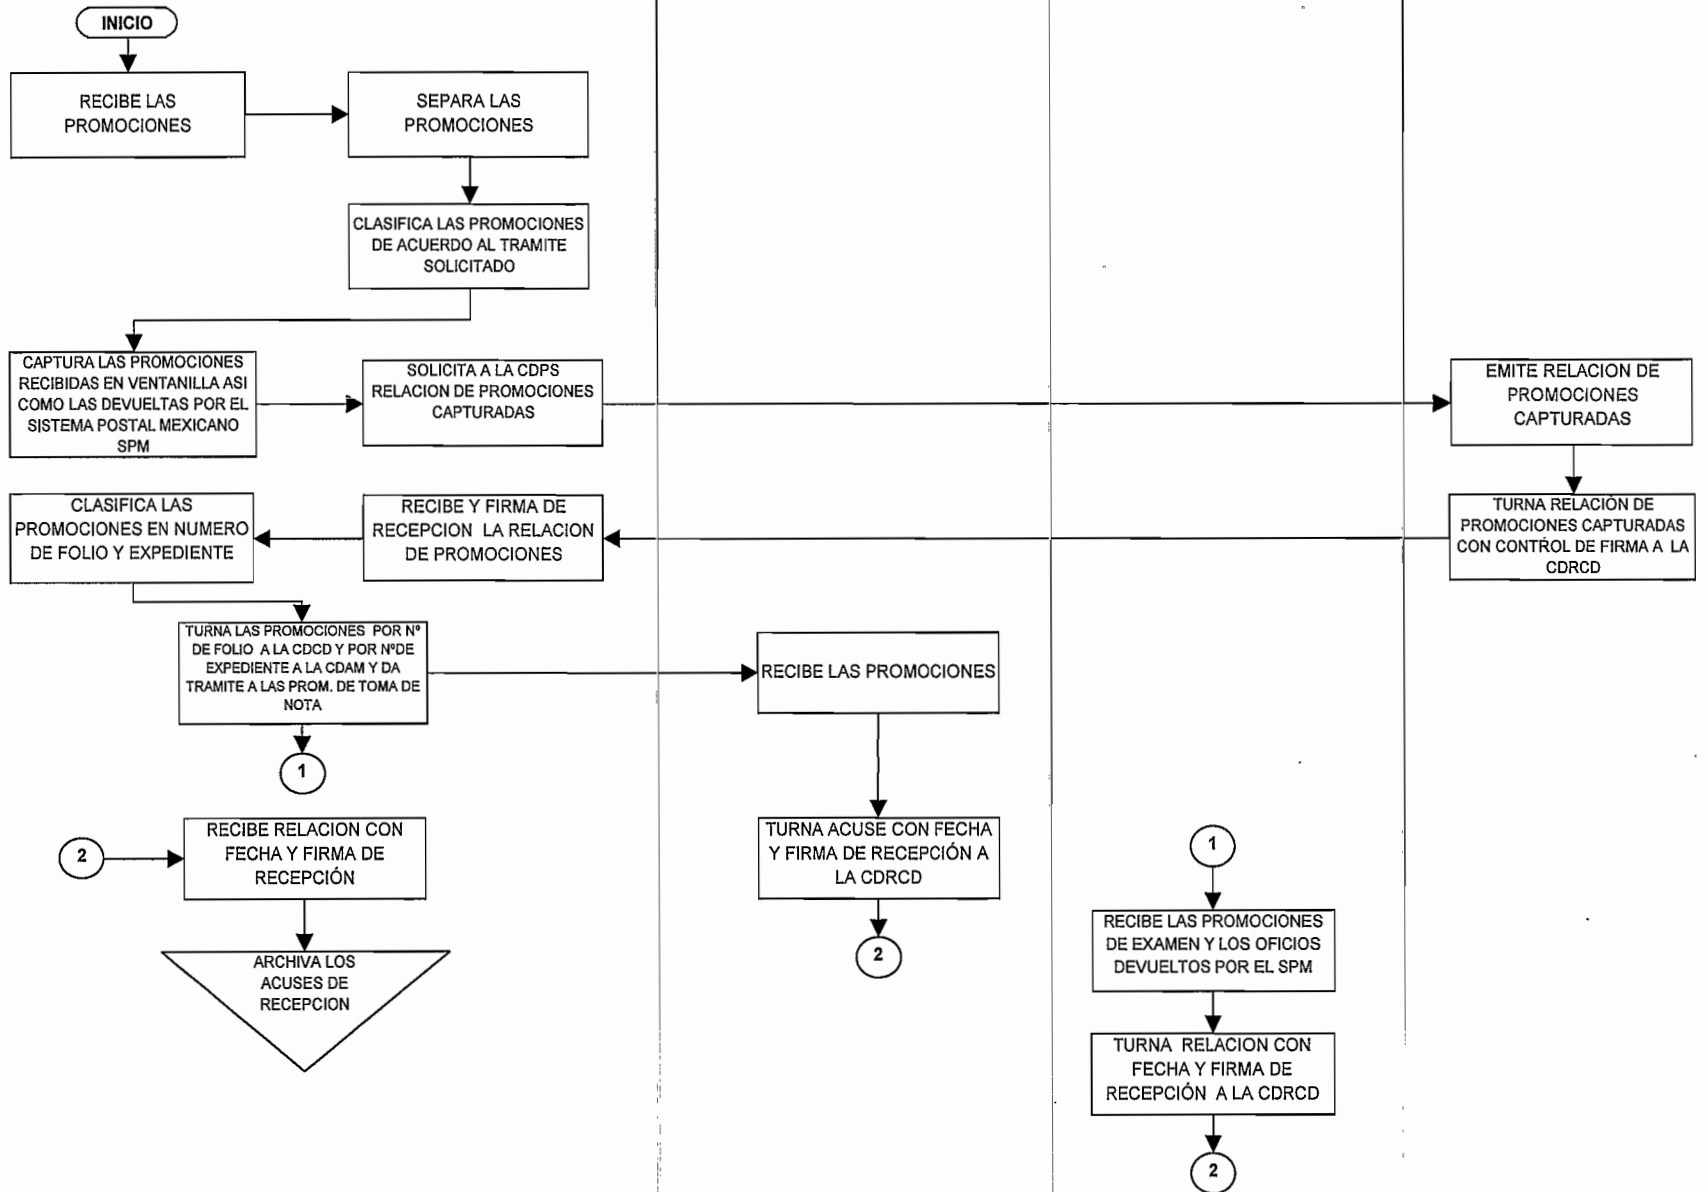 INICIO
RECIBE LAS
PROMOCIONES
SEPARA LAS
PROMOCIONES
CLASIFICA LAS PROMOCIONES
DE ACUERDO AL TRAMITE
SOLICITADO
CAPTURA LAS PROMOCIONES
RECIBIDAS EN VENTANILLA ASI
COMO LAS DEVUELTAS POR EL
SISTEMA POSTAL MEXICANO
SPM
SOLICITA A LA CDPS
RELACION DE PROMOCIONES
CAPTURADAS
EMITE RELACION DE
PROMOCIONES
CAPTURADAS
TURNA RELACIÓN DE
PROMOCIONES CAPTURADAS
CON CONTRÓL DE FIRMA A LA
CDRCD
RECIBE Y FIRMA DE
RECEPCION LA RELACION
DE PROMOCIONES
CLASIFICA LAS
PROMOCIONES EN NUMERO
DE FOLIO Y EXPEDIENTE
TURNA LAS PROMOCIONES POR Nº
DE FOLIO A LA CDCD Y POR NºDE
EXPEDIENTE A LA CDAM Y DA
TRAMITE A LAS PROM. DE TOMA DE
NOTA
1
RECIBE LAS PROMOCIONES
TURNA ACUSE CON FECHA
Y FIRMA DE RECEPCIÓN A
LA CDRCD
2
1
RECIBE LAS PROMOCIONES
DE EXAMEN Y LOS OFICIOS
DEVUELTOS POR EL SPM
TURNA RELACION CON
FECHA Y FIRMA DE
RECEPCIÓN A LA CDRCD
2
2
RECIBE RELACION CON
FECHA Y FIRMA DE
RECEPCIÓN
ARCHIVA LOS
ACUSES DE
RECEPCION